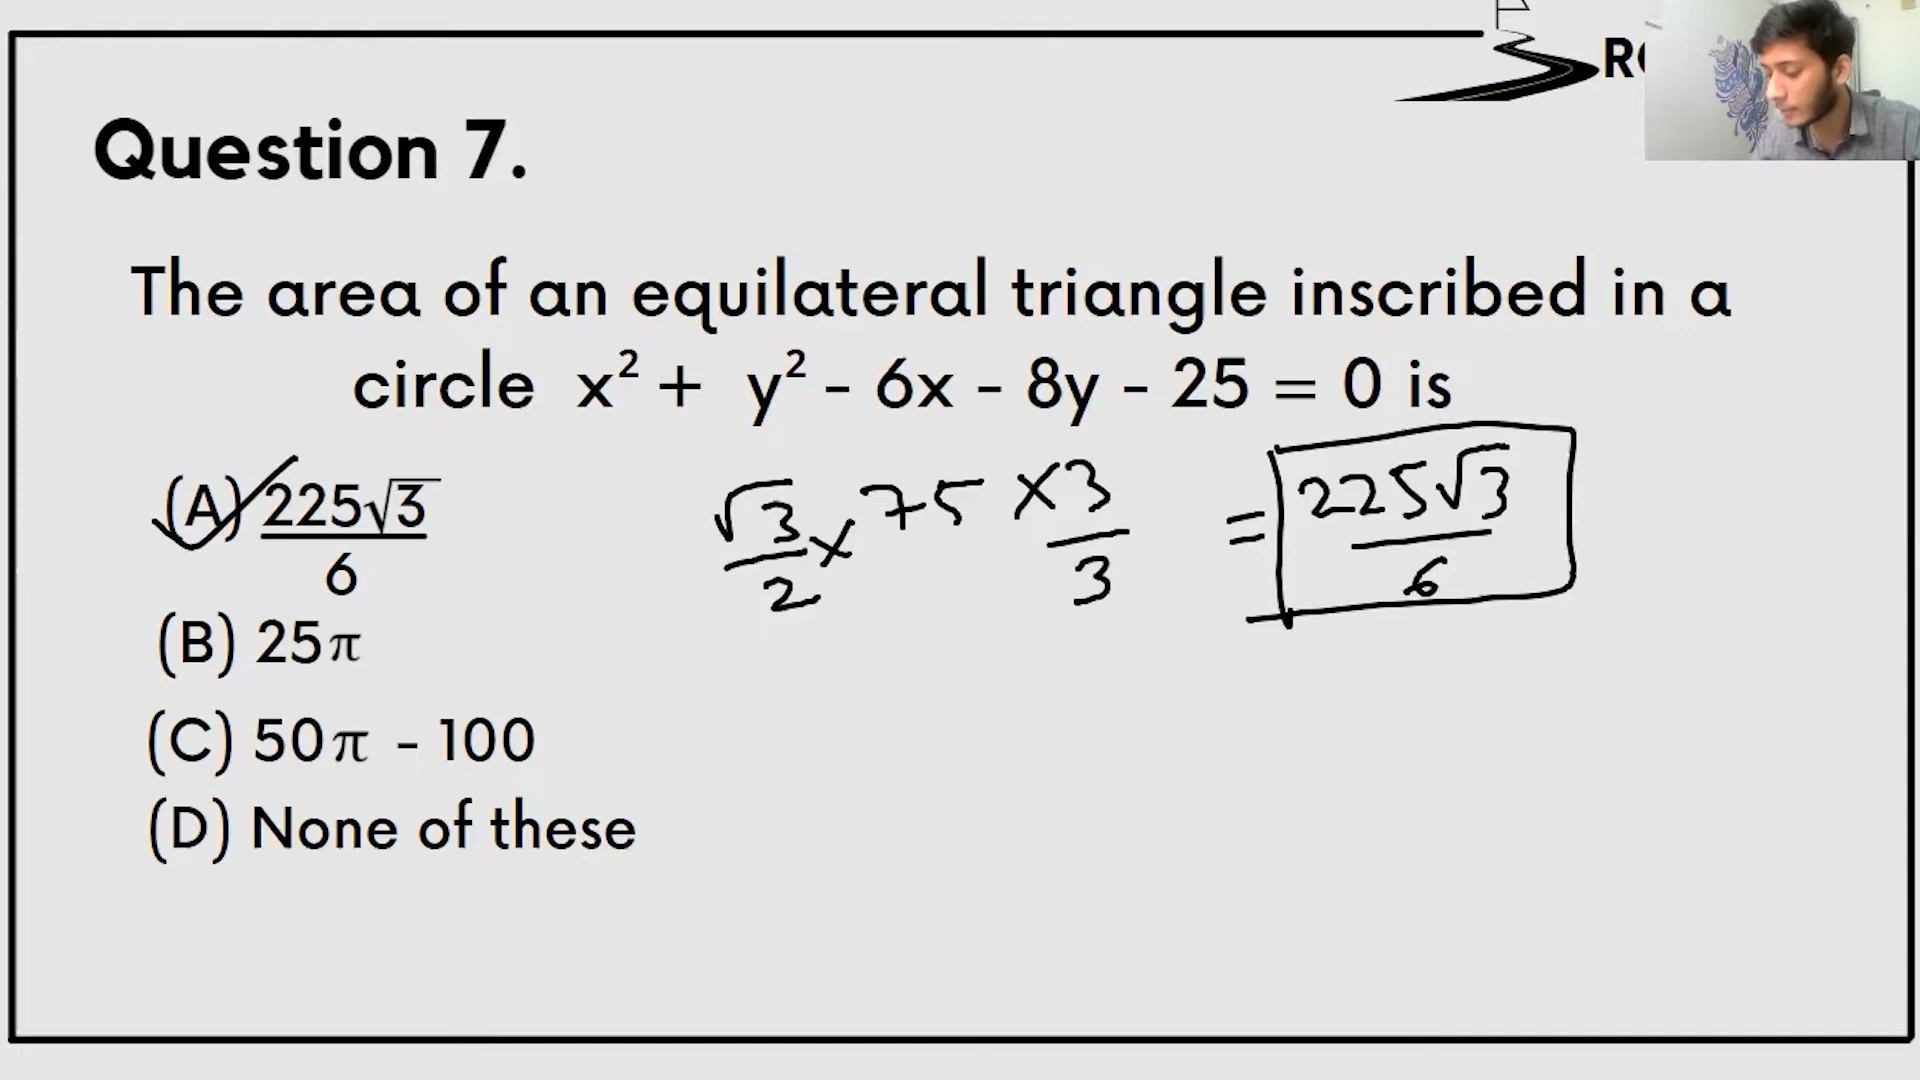 RO
Question 7.
The area of an equilateral triangle inscribed in a
circle x² + y² - 6x - 8y - 25 = 0 is
(A) 225√3/6
√3/2 × 75 × 3/3 = 225√3/6
(B) 25π
(C) 50π - 100
(D) None of these